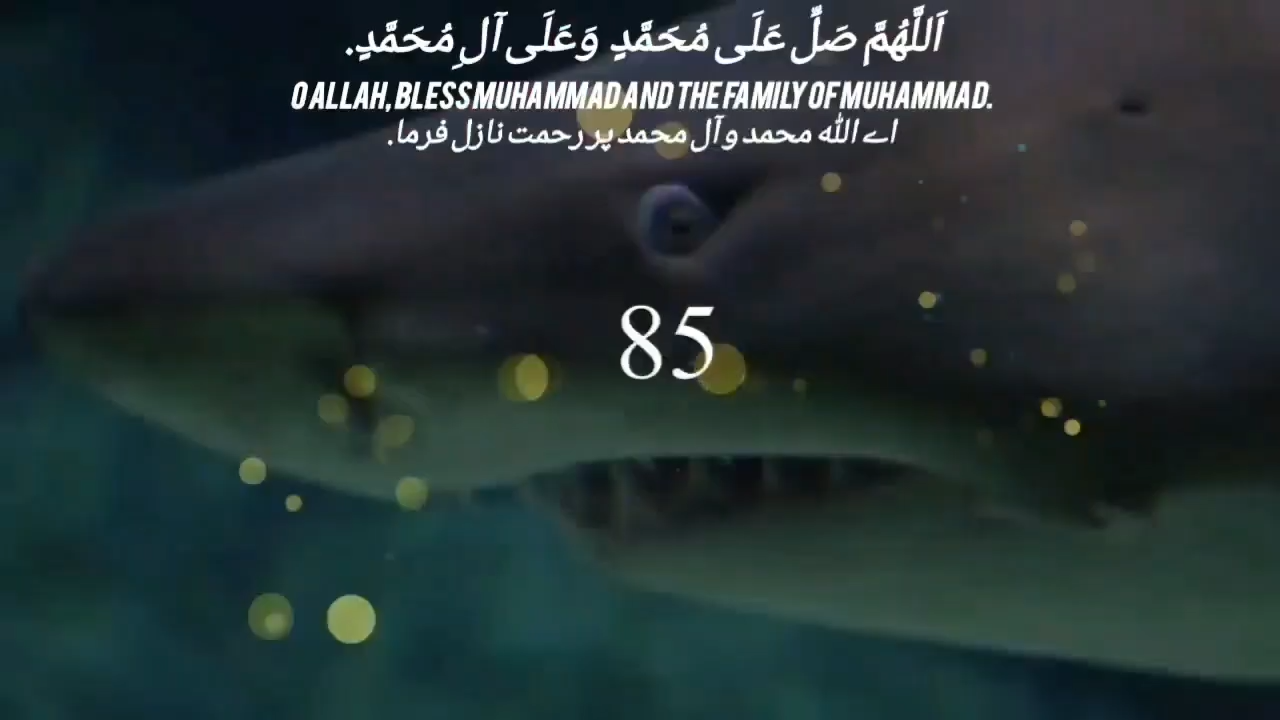 اَللَّهُمَّ صَلِّ عَلَى مُحَمَّدٍ وَعَلَى آلِ مُحَمَّدٍ.
O ALLAH, BLESS MUHAMMAD AND THE FAMILY OF MUHAMMAD.
اے اللہ محمد و آل محمد پر رحمت نازل فرما.
85